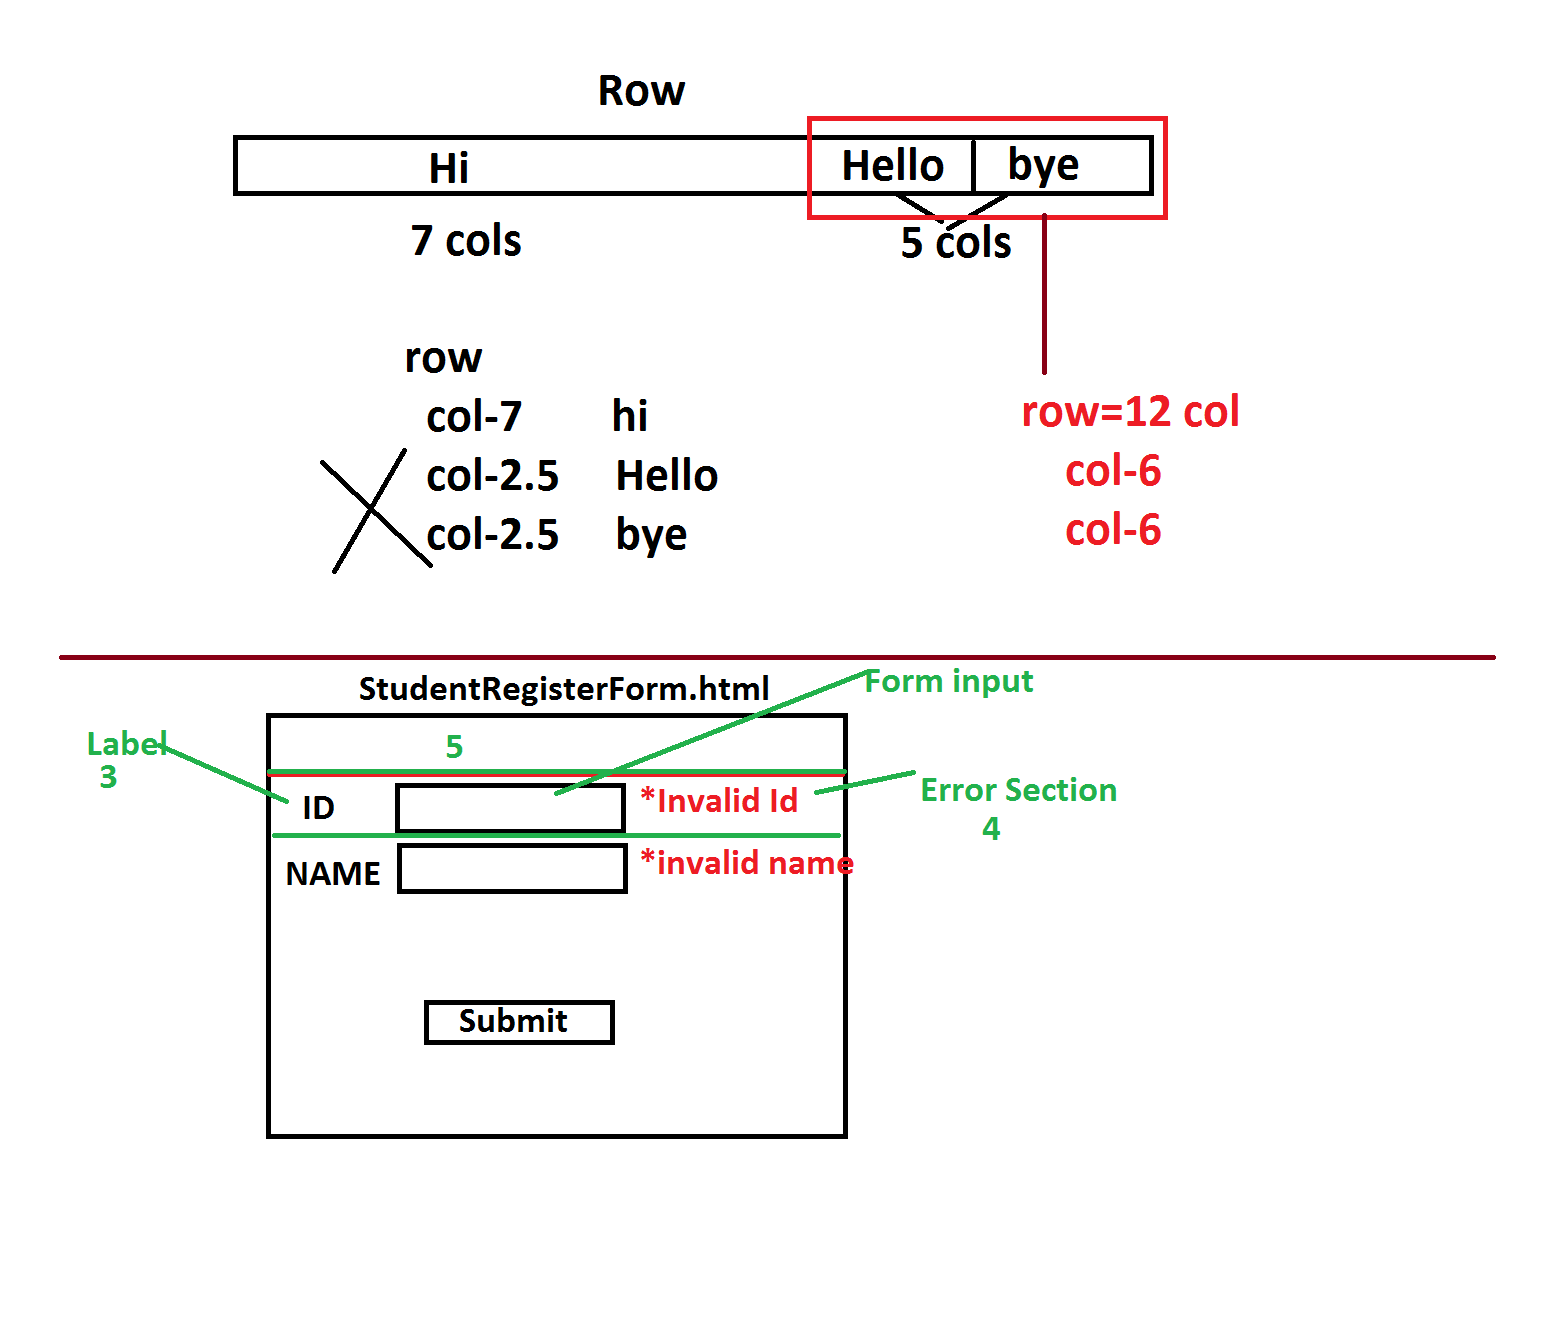 Row
Hi Hello bye
7 cols 5 cols
row
col-7 hi
col-2.5 Hello
col-2.5 bye
row=12 col
col-6
col-6
StudentRegisterForm.html
Form input
Label
3
5
ID
*Invalid Id
Error Section
4
NAME
*invalid name
Submit